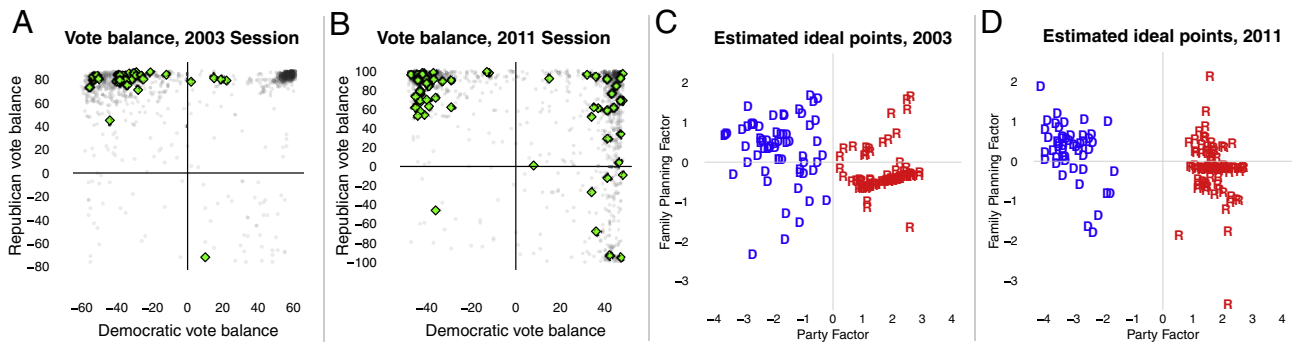 A
Vote balance, 2003 Session
Republican vote balance
80
60
40
20
0
−20
−40
−60
−80
−60 −40 −20 0 20 40 60
Democratic vote balance
B
Vote balance, 2011 Session
Republican vote balance
100
80
60
40
20
0
−20
−40
−60
−80
−100
−40 −20 0 20 40
Democratic vote balance
C
Estimated ideal points, 2003
Family Planning Factor
2
1
0
−1
−2
−3
−4 −3 −2 −1 0 1 2 3 4
Party Factor
D
R
D
Estimated ideal points, 2011
Family Planning Factor
2
1
0
−1
−2
−3
−4 −3 −2 −1 0 1 2 3 4
Party Factor
D
R